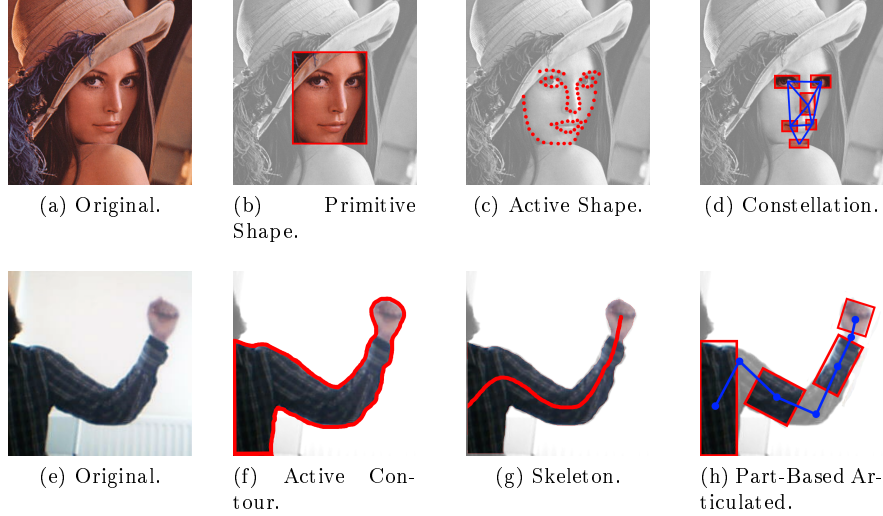 (a) Original.
(b) Primitive
Shape.
(c) Active Shape.
(d) Constellation.
(e) Original.
(f) Active Con-
tour.
(g) Skeleton.
(h) Part-Based Ar-
ticulated.